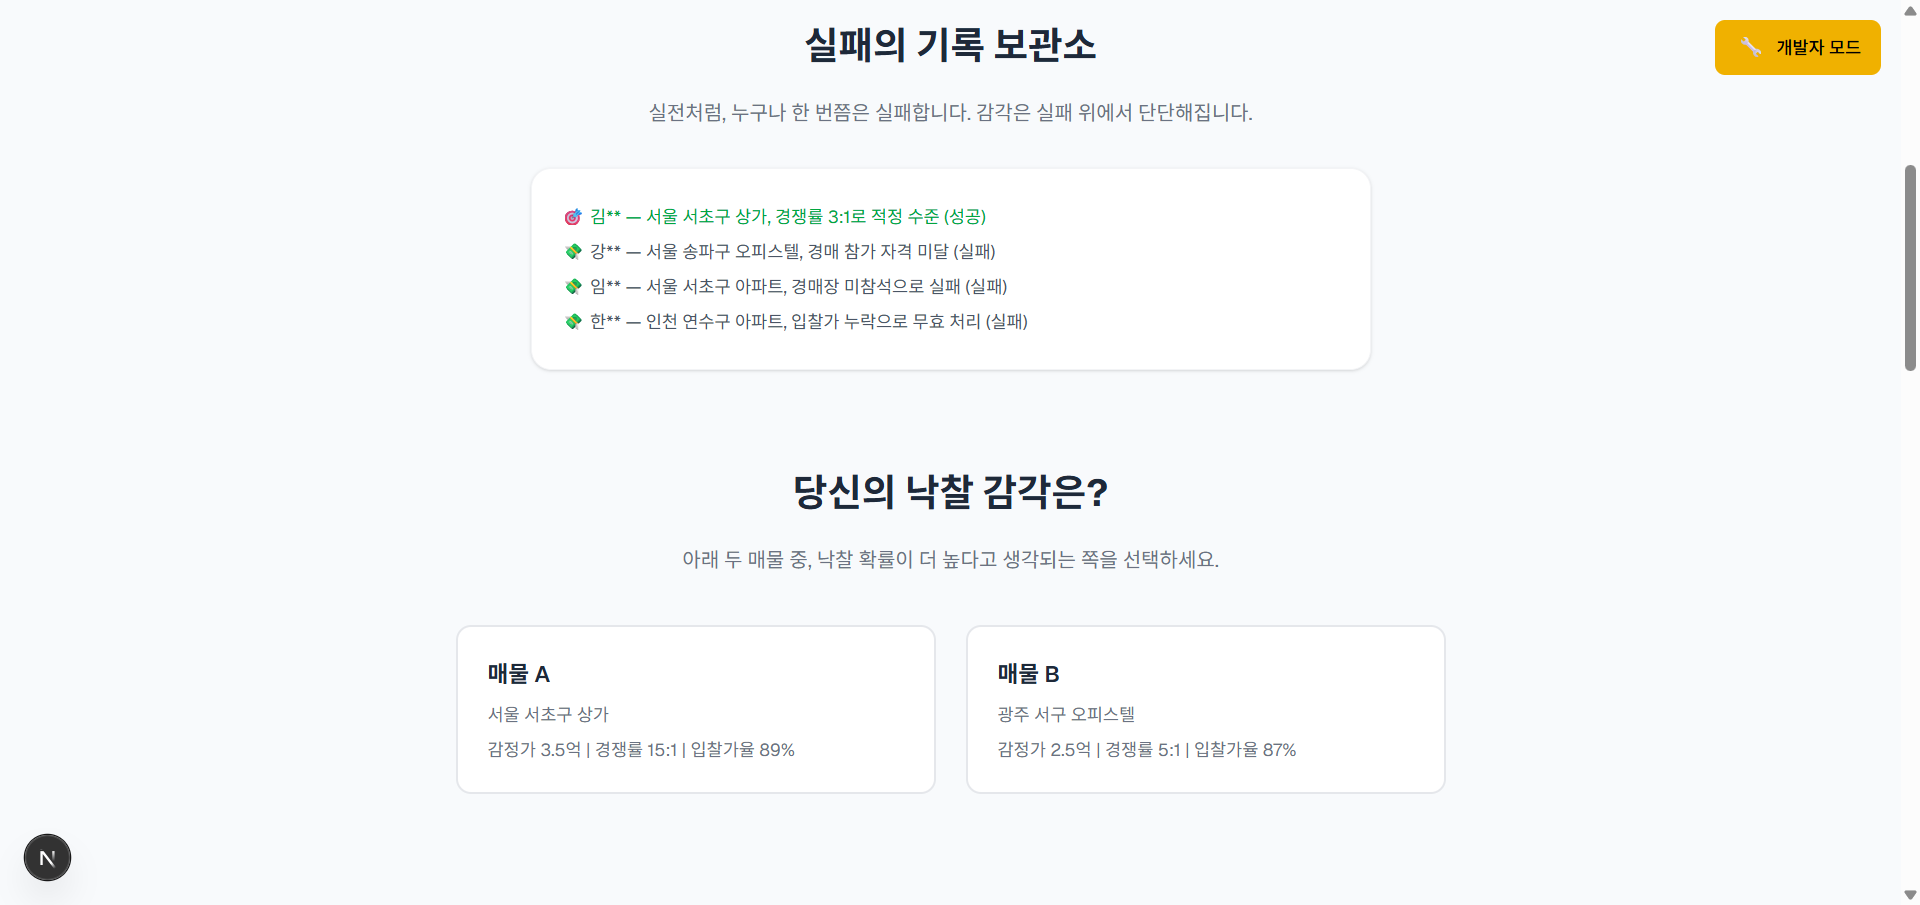 실패의 기록 보관소
🔧 개발자 모드
실전처럼, 누구나 한 번쯤은 실패합니다. 감각은 실패 위에서 단단해집니다.
🎯 김** — 서울 서초구 상가, 경쟁률 3:1로 적정 수준 (성공)
💸 강** — 서울 송파구 오피스텔, 경매 참가 자격 미달 (실패)
💸 임** — 서울 서초구 아파트, 경매장 미참석으로 실패 (실패)
💸 한** — 인천 연수구 아파트, 입찰가 누락으로 무효 처리 (실패)
당신의 낙찰 감각은?
아래 두 매물 중, 낙찰 확률이 더 높다고 생각되는 쪽을 선택하세요.
매물 A
서울 서초구 상가
감정가 3.5억 | 경쟁률 15:1 | 입찰가율 89%
매물 B
광주 서구 오피스텔
감정가 2.5억 | 경쟁률 5:1 | 입찰가율 87%
N